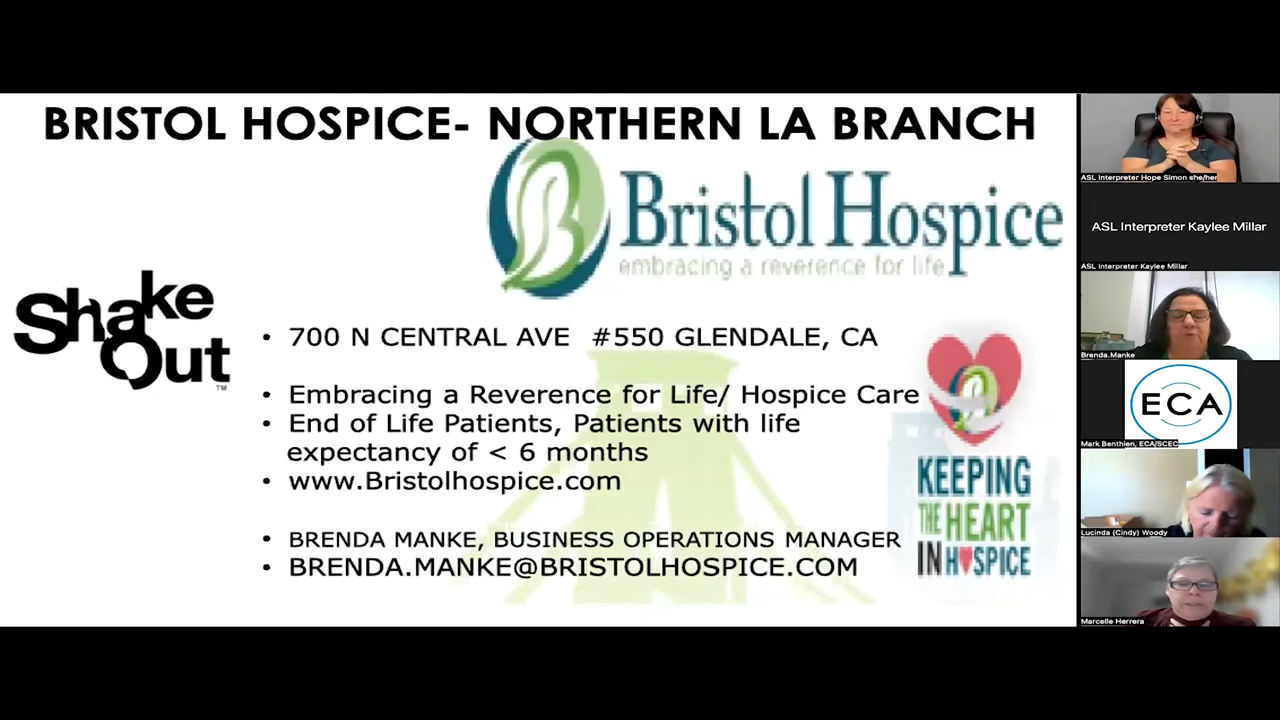 BRISTOL HOSPICE- NORTHERN LA BRANCH
Bristol Hospice
embracing a reverence for life
Shake
Out
TM
• 700 N CENTRAL AVE #550 GLENDALE, CA
• Embracing a Reverence for Life/ Hospice Care
• End of Life Patients, Patients with life
expectancy of < 6 months
• www.Bristolhospice.com
• BRENDA MANKE, BUSINESS OPERATIONS MANAGER
• BRENDA.MANKE@BRISTOLHOSPICE.COM
KEEPING
THE HEART
IN HOSPICE
ASL Interpreter Hope Simon she/her
ASL Interpreter Kaylee Millar
ASL Interpreter Kaylee Millar
Brenda.Manke
ECA
Mark Benthien, ECA/SCEC
Lucinda (Cindy) Woody
Marcelle Herrera